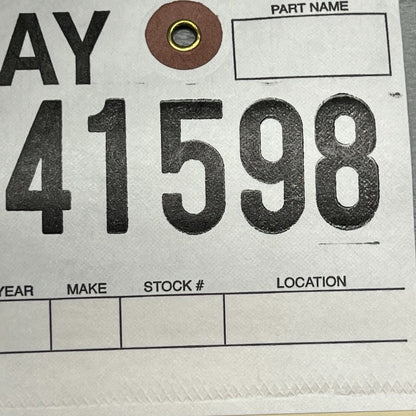 PART NAME
AY
41598
YEAR MAKE STOCK # LOCATION